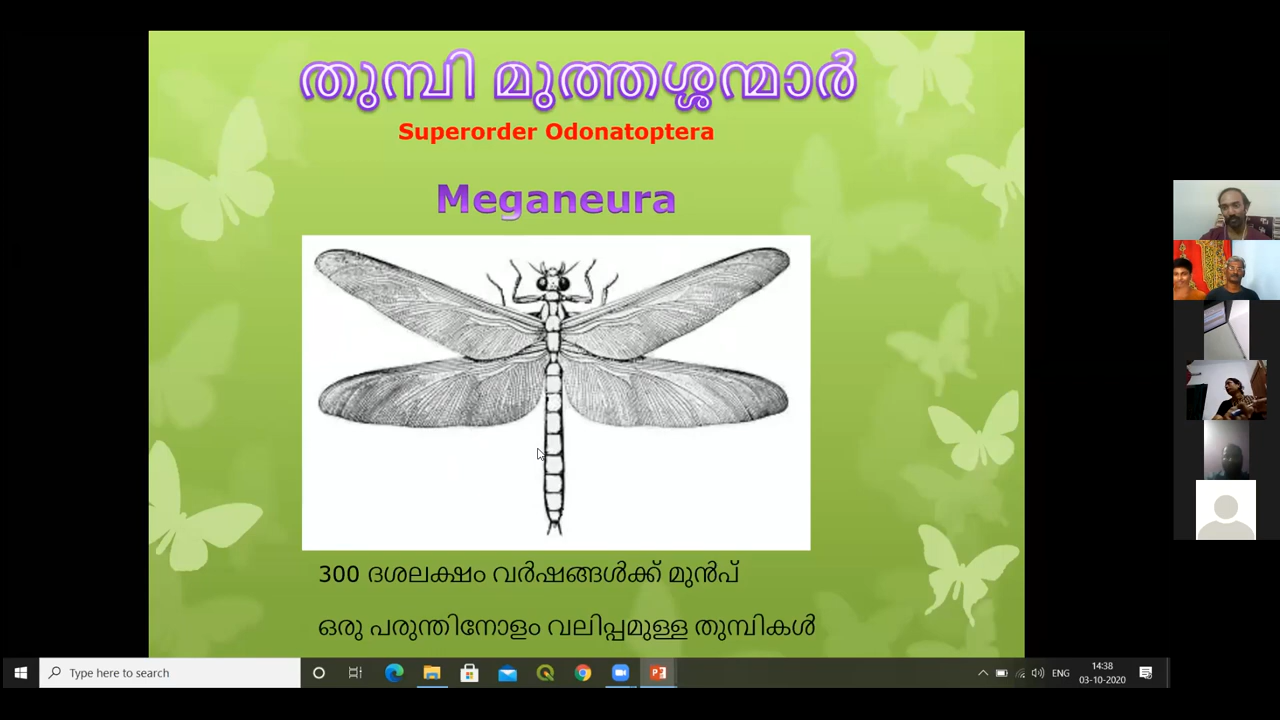 തുമ്പി മുത്തശ്ശന്മാർ
Superorder Odonatoptera
Meganeura
300 ദശലക്ഷം വർഷങ്ങൾക്ക് മുൻപ്
ഒരു പരുന്തിനോളം വലിപ്പമുള്ള തുമ്പികൾ
Type here to search
ENG
14:38
03-10-2020